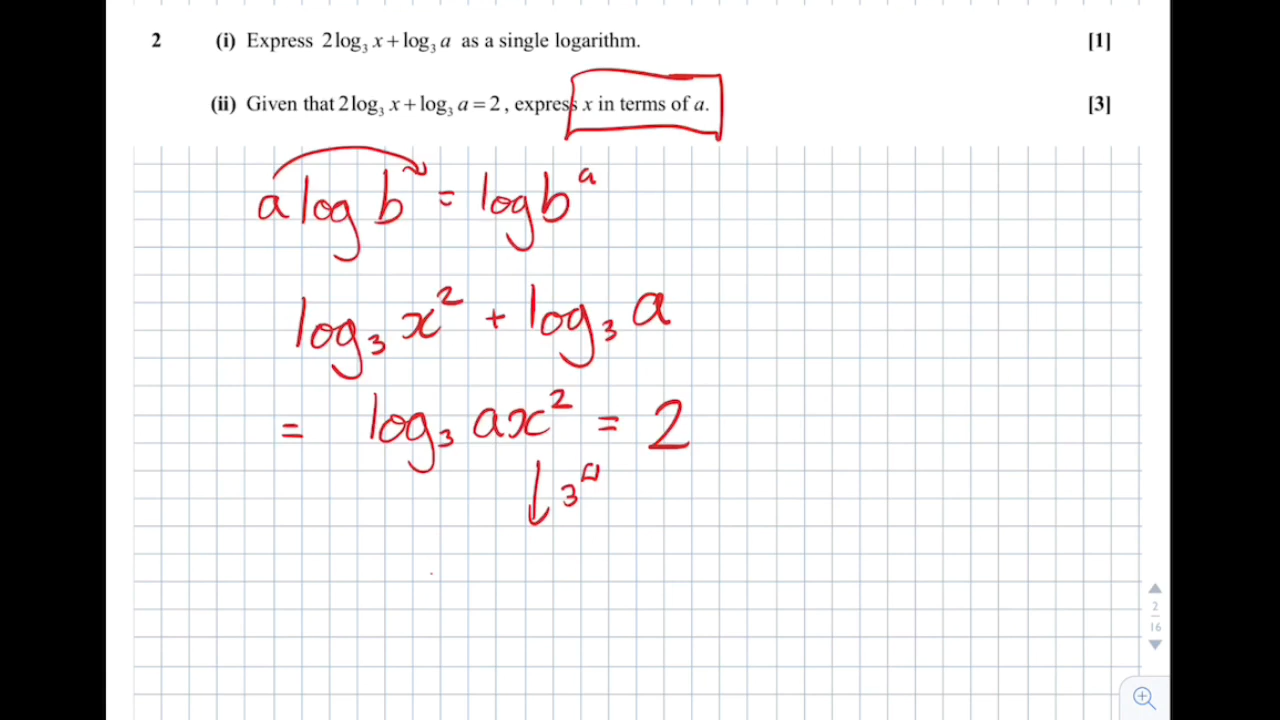 2 (i) Express 2log₃ x + log₃ a as a single logarithm. [1]
(ii) Given that 2log₃ x + log₃ a = 2, express x in terms of a. [3]
a log b = log bᵃ
log₃ x² + log₃ a
= log₃ ax² = 2
↓ 3^□
2
16